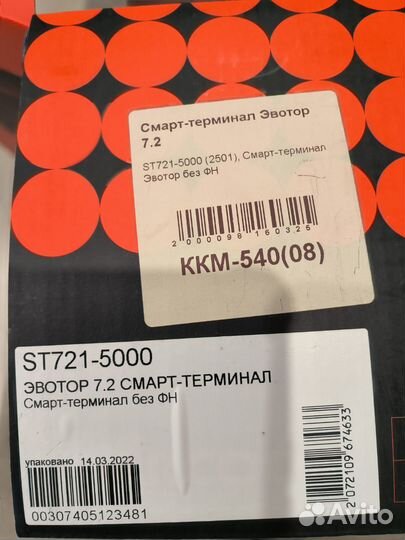 Смарт-терминал Эвотор
7.2
ST721-5000 (2501), Смарт-терминал
Эвотор без ФН
2000098160325
ККМ-540(08)
ST721-5000
ЭВОТОР 7.2 СМАРТ-ТЕРМИНАЛ
Смарт-терминал без ФН
упаковано 14.03.2022
00307405123481
2072109674633
Avito